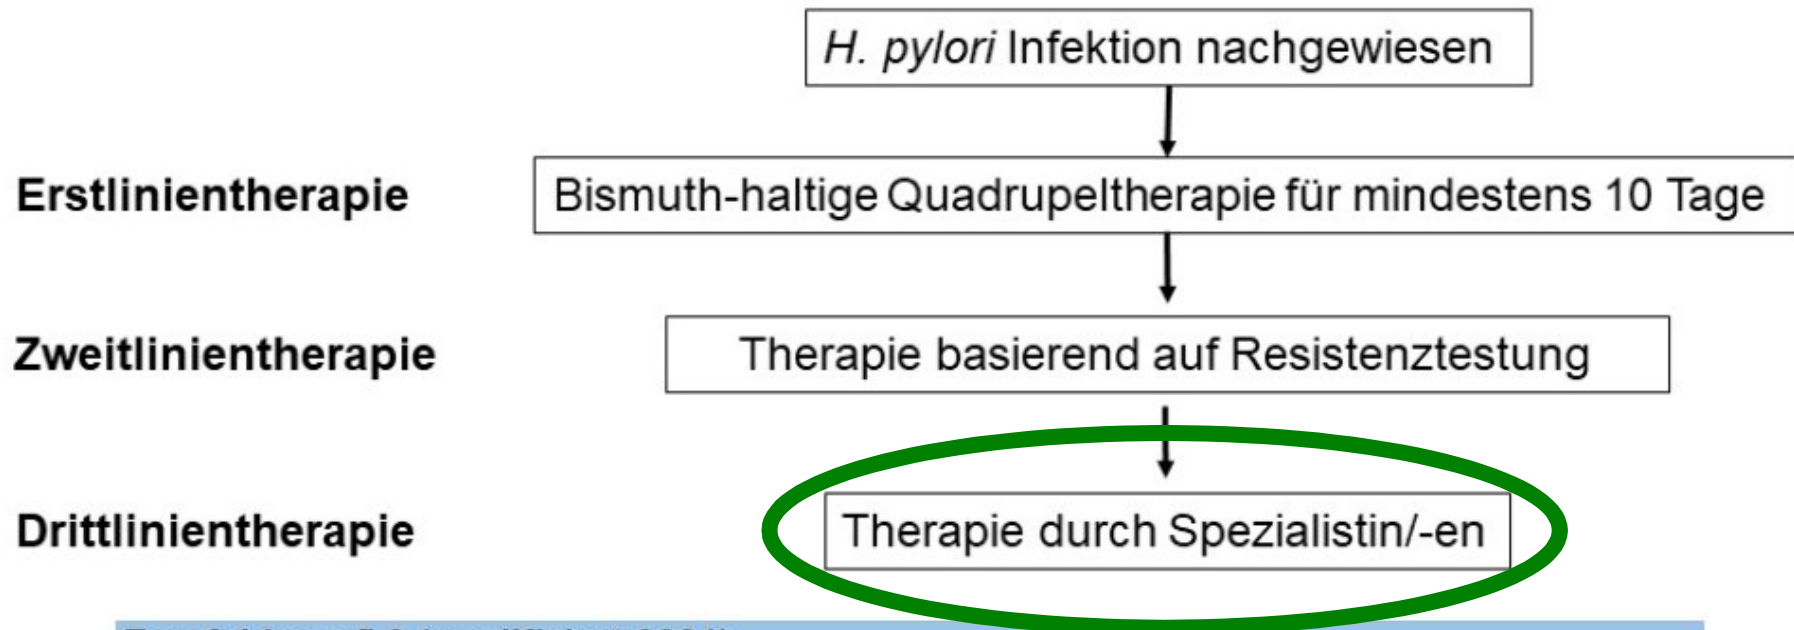 H. pylori Infektion nachgewiesen
Erstlinientherapie
Bismuth-haltige Quadrupeltherapie für mindestens 10 Tage
Zweitlinientherapie
Therapie basierend auf Resistenztestung
Drittlinientherapie
Therapie durch Spezialistin/-en